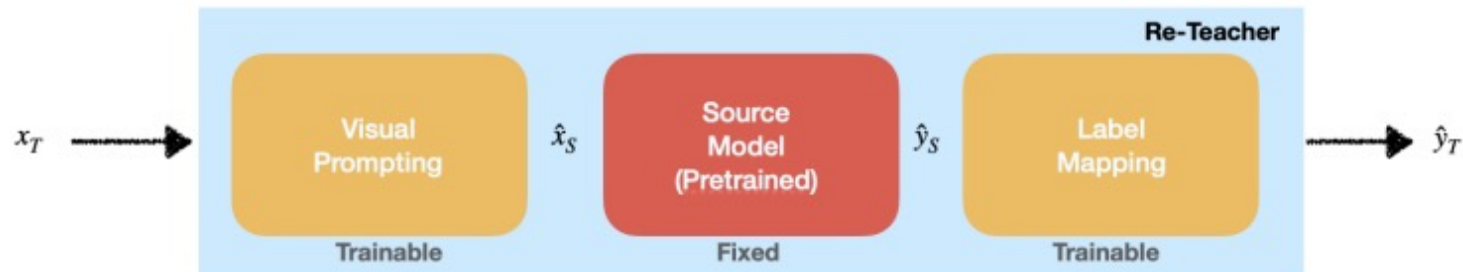 Re-Teacher
x_T
Visual
Prompting
x̂_S
Source
Model
(Pretrained)
ŷ_S
Label
Mapping
ŷ_T
Trainable
Fixed
Trainable